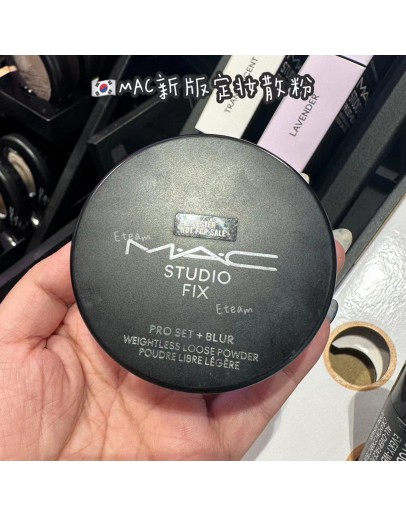 🇰🇷MAC新版定妆散粉
TRANSLUCENT
LAVENDER
TESTER
NOT FOR SALE
Eteam
M·A·C
STUDIO
FIX
Eteam
PRO SET + BLUR
WEIGHTLESS LOOSE POWDER
POUDRE LIBRE LÉGÈRE